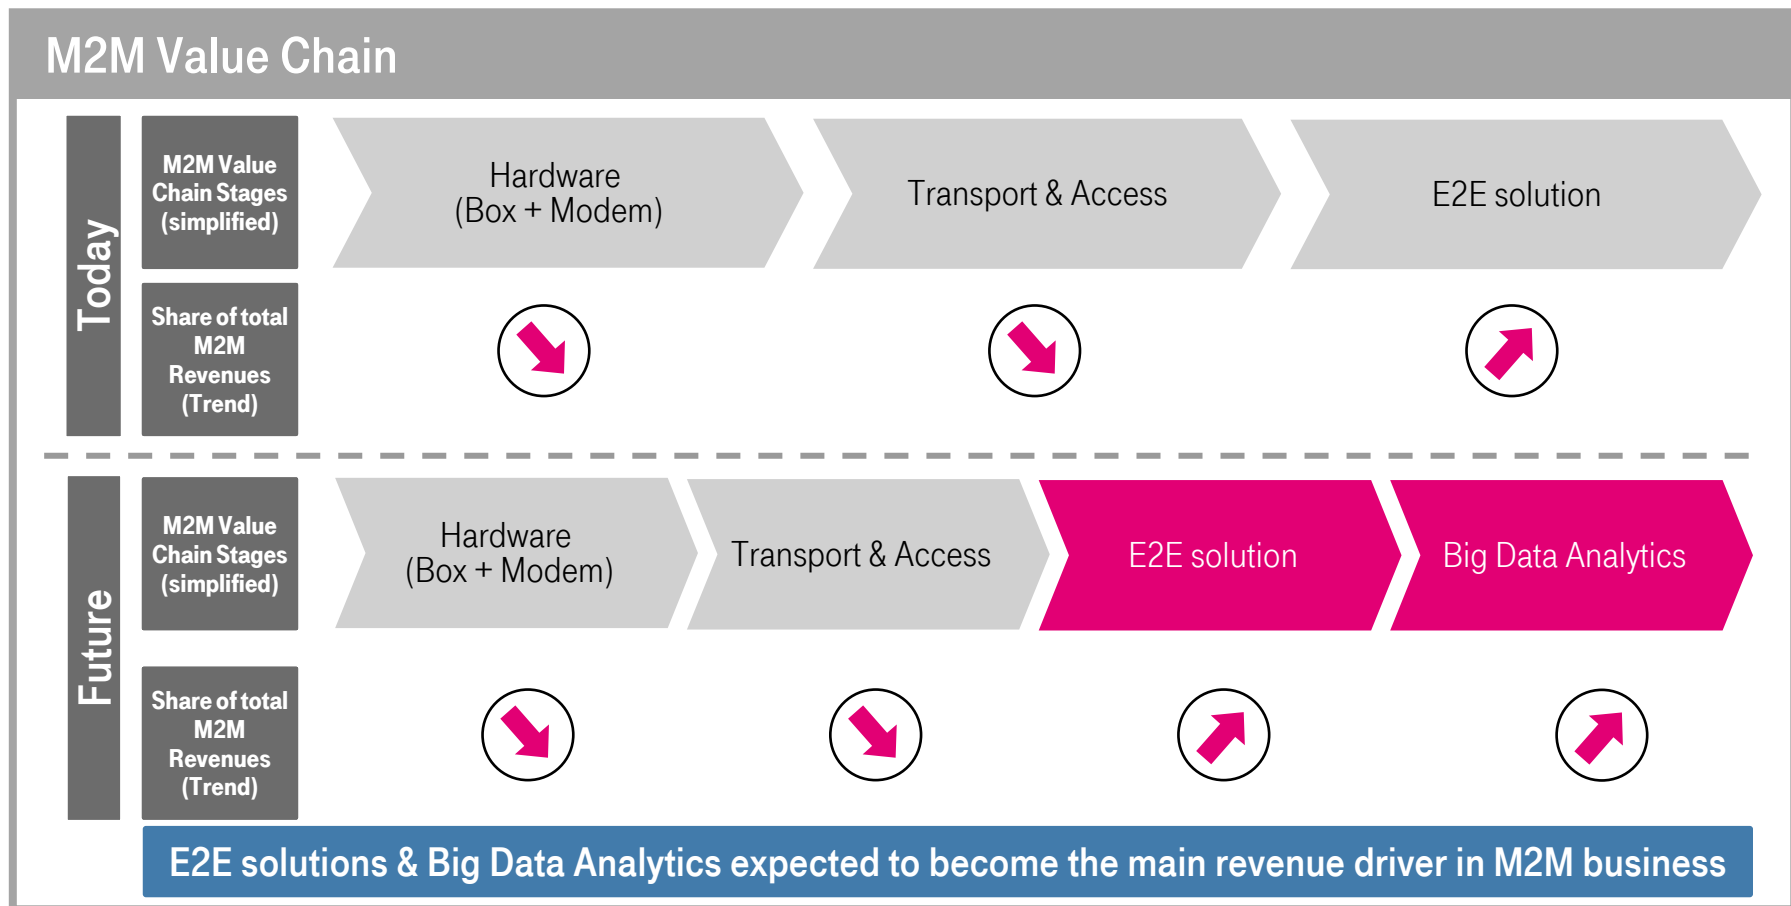 M2M Value Chain
Today
M2M Value
Chain Stages
(simplified)
Hardware
(Box + Modem)
Transport & Access
E2E solution
Share of total
M2M
Revenues
(Trend)
Future
M2M Value
Chain Stages
(simplified)
Hardware
(Box + Modem)
Transport & Access
E2E solution
Big Data Analytics
Share of total
M2M
Revenues
(Trend)
E2E solutions & Big Data Analytics expected to become the main revenue driver in M2M business